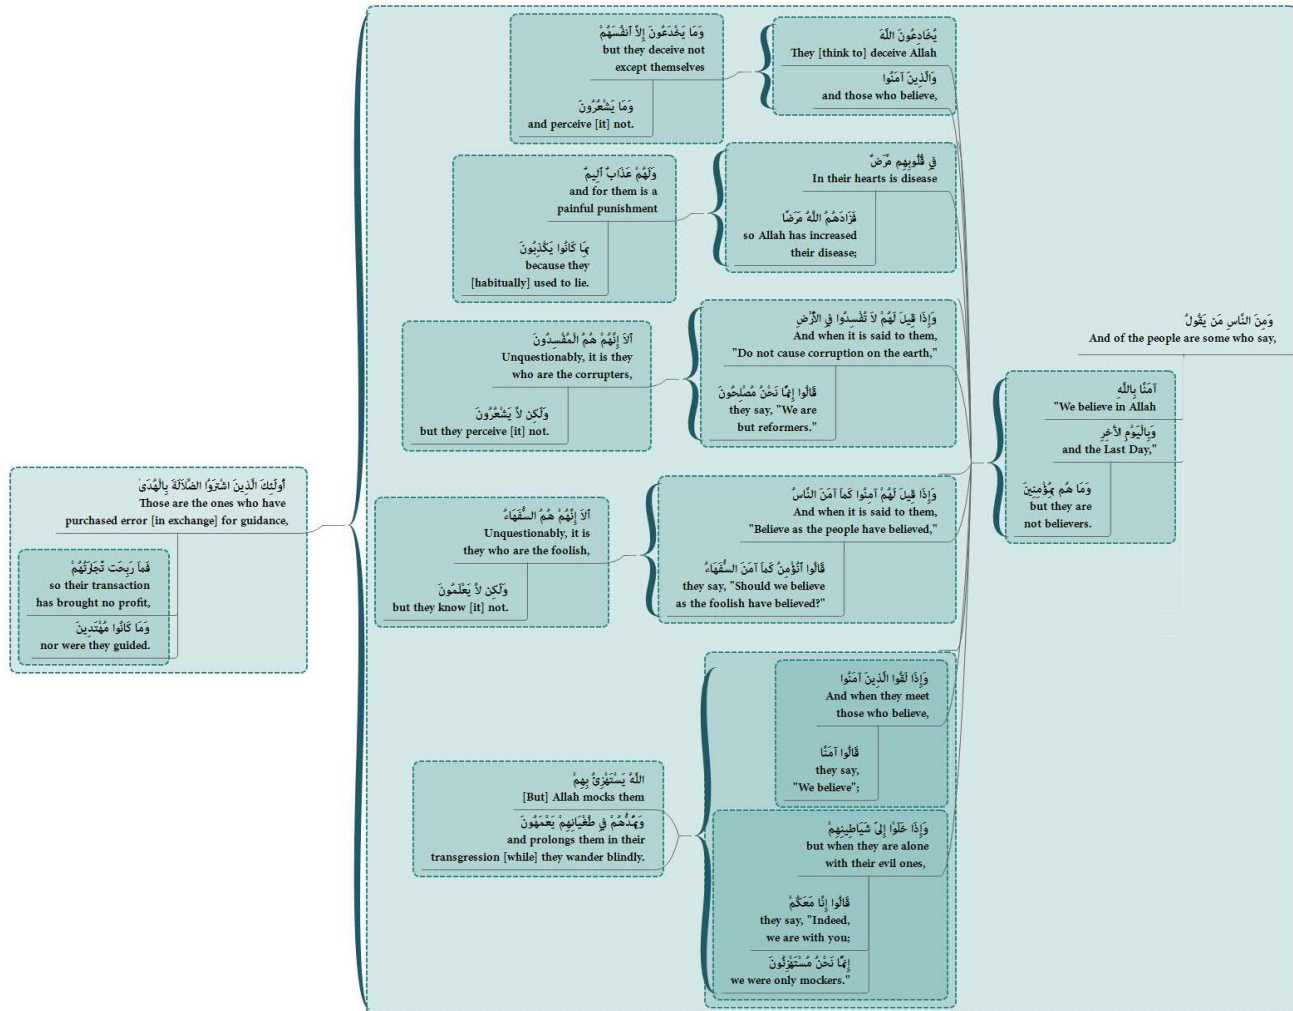 وَمِنَ النَّاسِ مَن يَقُولُ
And of the people are some who say,
آمَنَّا بِاللَّهِ
"We believe in Allah
وَبِالْيَوْمِ الْآخِرِ
and the Last Day,"
وَمَا هُم بِمُؤْمِنِينَ
but they are
not believers.
يُخَادِعُونَ اللَّهَ
They [think to] deceive Allah
وَالَّذِينَ آمَنُوا
and those who believe,
وَمَا يَخْدَعُونَ إِلَّا أَنفُسَهُمْ
but they deceive not
except themselves
وَمَا يَشْعُرُونَ
and perceive [it] not.
فِي قُلُوبِهِم مَّرَضٌ
In their hearts is disease
فَزَادَهُمُ اللَّهُ مَرَضًا
so Allah has increased
their disease;
وَلَهُمْ عَذَابٌ أَلِيمٌ
and for them is a
painful punishment
بِمَا كَانُوا يَكْذِبُونَ
because they
[habitually] used to lie.
وَإِذَا قِيلَ لَهُمْ لَا تُفْسِدُوا فِي الْأَرْضِ
And when it is said to them,
"Do not cause corruption on the earth,"
قَالُوا إِنَّمَا نَحْنُ مُصْلِحُونَ
they say, "We are
but reformers."
أَلَا إِنَّهُمْ هُمُ الْمُفْسِدُونَ
Unquestionably, it is they
who are the corrupters,
وَلَٰكِن لَّا يَشْعُرُونَ
but they perceive [it] not.
وَإِذَا قِيلَ لَهُمْ آمِنُوا كَمَا آمَنَ النَّاسُ
And when it is said to them,
"Believe as the people have believed,"
قَالُوا أَنُؤْمِنُ كَمَا آمَنَ السُّفَهَاءُ
they say, "Should we believe
as the foolish have believed?"
أَلَا إِنَّهُمْ هُمُ السُّفَهَاءُ
Unquestionably, it is
they who are the foolish,
وَلَٰكِن لَّا يَعْلَمُونَ
but they know [it] not.
وَإِذَا لَقُوا الَّذِينَ آمَنُوا
And when they meet
those who believe,
قَالُوا آمَنَّا
they say,
"We believe";
وَإِذَا خَلَوْا إِلَىٰ شَيَاطِينِهِمْ
but when they are alone
with their evil ones,
قَالُوا إِنَّا مَعَكُمْ
they say, "Indeed,
we are with you;
إِنَّمَا نَحْنُ مُسْتَهْزِئُونَ
we were only mockers."
اللَّهُ يَسْتَهْزِئُ بِهِمْ
[But] Allah mocks them
وَيَمُدُّهُمْ فِي طُغْيَانِهِمْ يَعْمَهُونَ
and prolongs them in their
transgression [while] they wander blindly.
أُولَٰئِكَ الَّذِينَ اشْتَرَوُا الضَّلَالَةَ بِالْهُدَىٰ
Those are the ones who have
purchased error [in exchange] for guidance,
فَمَا رَبِحَت تِّجَارَتُهُمْ
so their transaction
has brought no profit,
وَمَا كَانُوا مُهْتَدِينَ
nor were they guided.